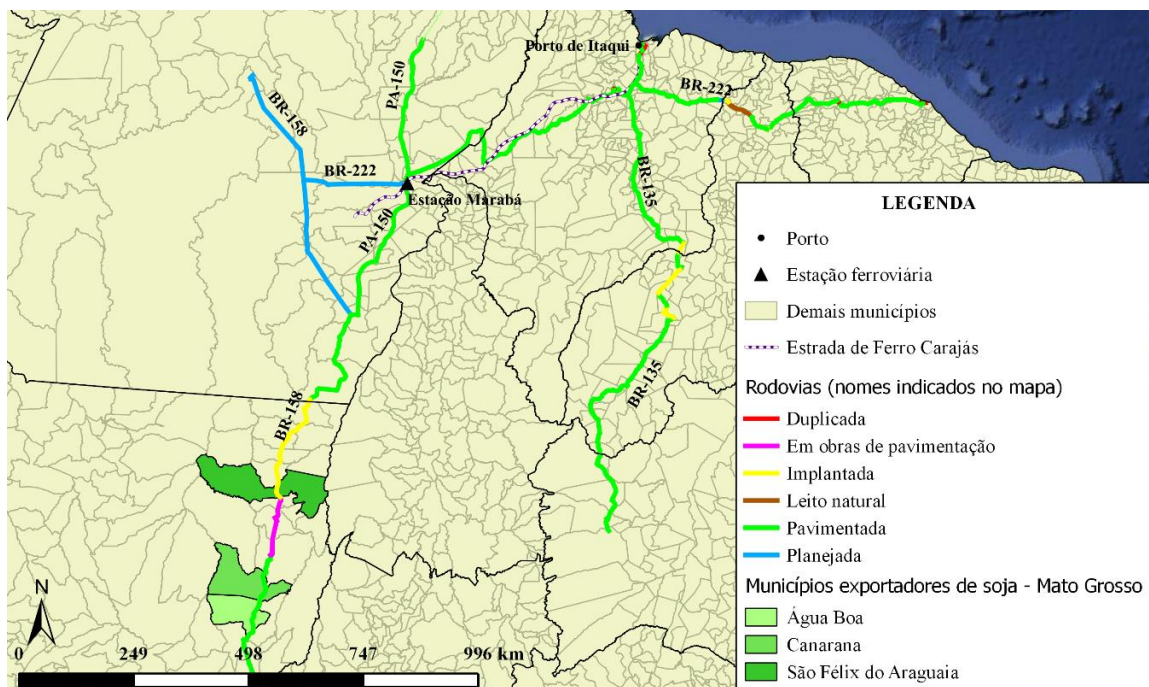 Porto de Itaqui
BR-222
PA-150
BR-158
BR-222
Estação Marabá
BR-135
PA-150
BR-135
BR-158
LEGENDA
Porto
Estação ferroviária
Demais municípios
Estrada de Ferro Carajás
Rodovias (nomes indicados no mapa)
Duplicada
Em obras de pavimentação
Implantada
Leito natural
Pavimentada
Planejada
Municípios exportadores de soja - Mato Grosso
Água Boa
Canarana
São Félix do Araguaia
N
0 249 498 747 996 km